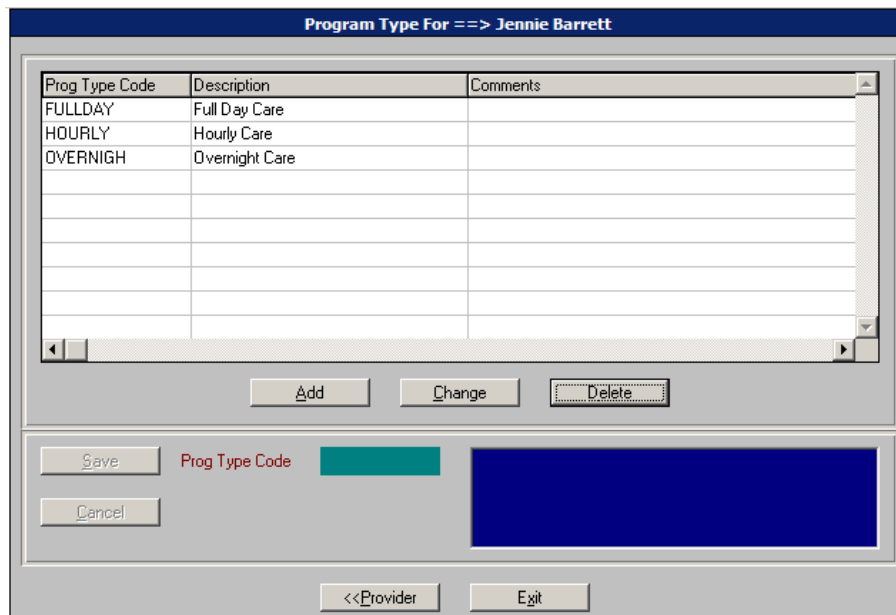 Program Type For ==> Jennie Barrett
Prog Type Code Description Comments
FULLDAY Full Day Care
HOURLY Hourly Care
OVERNIGH Overnight Care
Add Change Delete
Save Prog Type Code
Cancel
<<Provider Exit